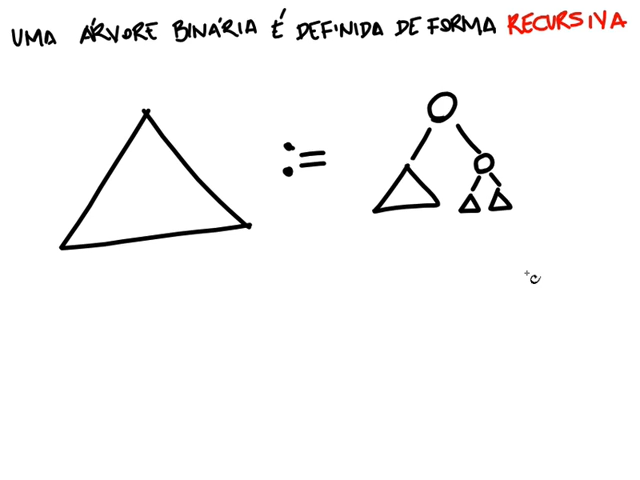 UMA ÁRVORE BINÁRIA É DEFINIDA DE FORMA RECURSIVA
:=